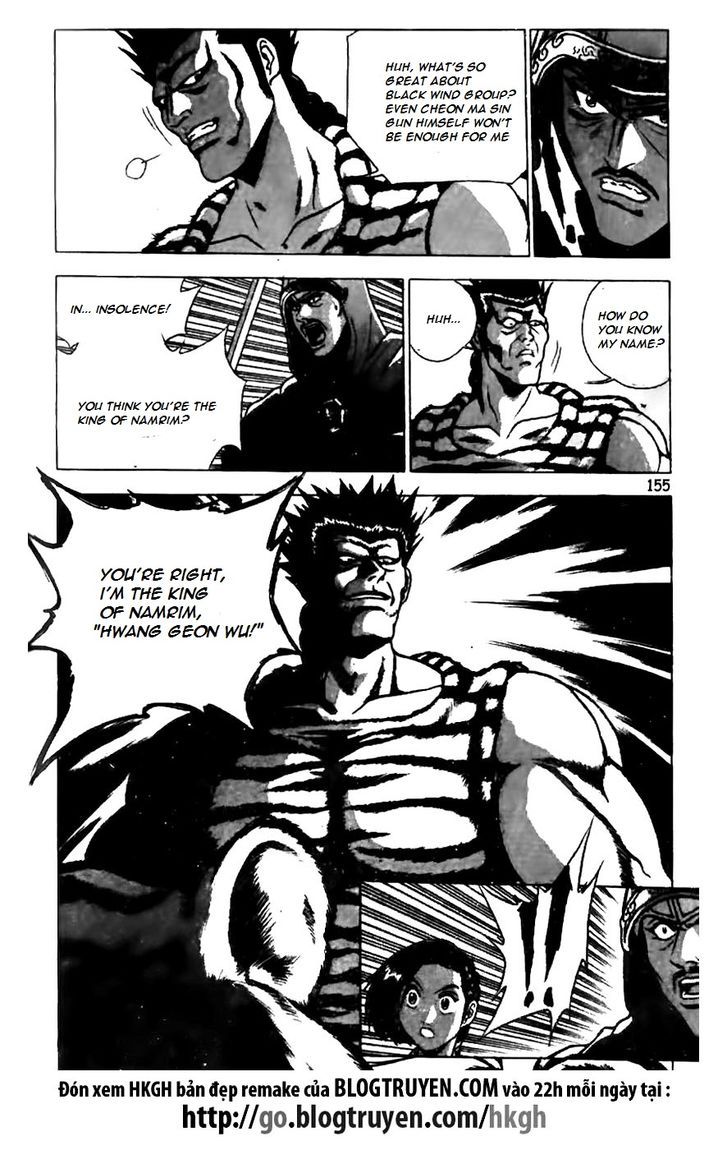 HUH, WHAT'S SO
GREAT ABOUT
BLACK WIND GROUP?
EVEN CHEON MA SIN
GUN HIMSELF WON'T
BE ENOUGH FOR ME
IN... INSOLENCE!
YOU THINK YOU'RE THE
KING OF NAMRIM?
HUH...
HOW DO
YOU KNOW
MY NAME?
155
YOU'RE RIGHT,
I'M THE KING
OF NAMRIM,
"HWANG GEON WU!"
!!
Đón xem HKGH bản đẹp remake của BLOGTRUYEN.COM vào 22h mỗi ngày tại :
http://go.blogtruyen.com/hkgh